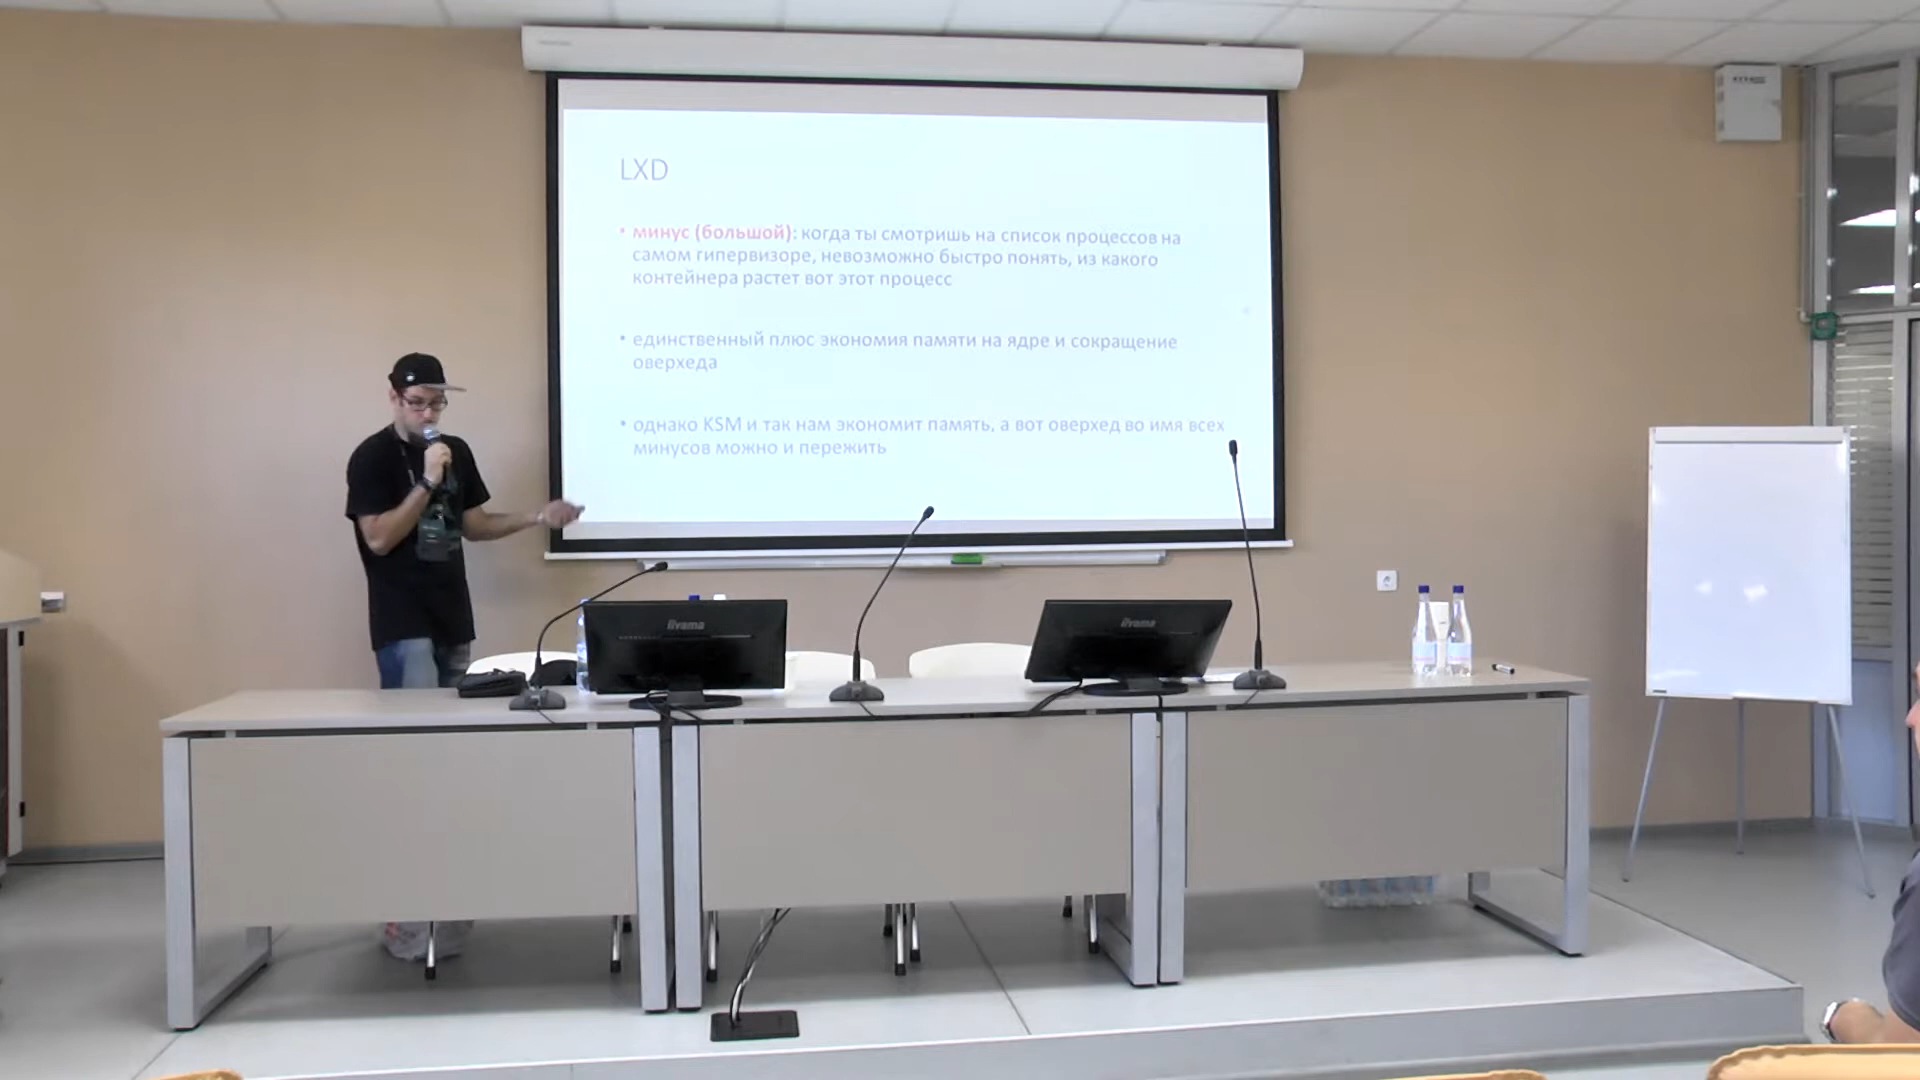 LXD
• минус (большой): когда ты смотришь на список процессов на
самом гипервизоре, невозможно быстро понять, из какого
контейнера растет вот этот процесс
• единственный плюс экономия памяти на ядре и сокращение
оверхеда
• однако KSM и так нам экономит память, а вот оверхед во имя всех
минусов можно и пережить
iiyama
iiyama